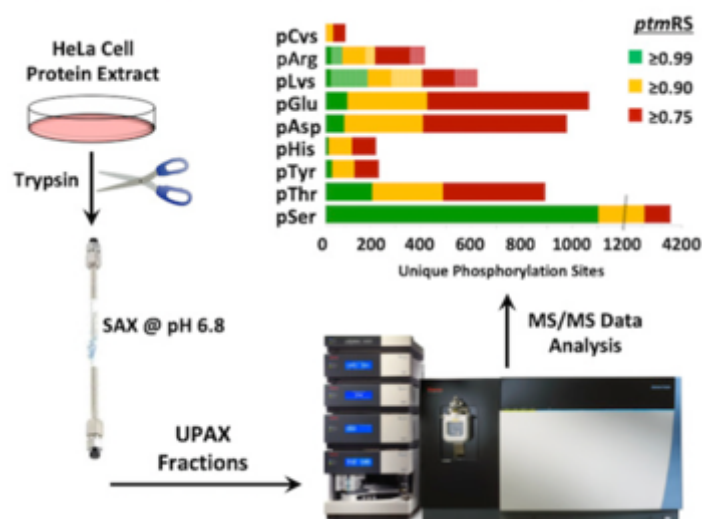 HeLa Cell
Protein Extract
Trypsin
SAX @ pH 6.8
UPAX
Fractions
pCys
pArg
pLys
pGlu
pAsp
pHis
pTyr
pThr
pSer
0 200 400 600 800 1000 1200 4200
Unique Phosphorylation Sites
ptmRS
≥0.99
≥0.90
≥0.75
MS/MS Data
Analysis